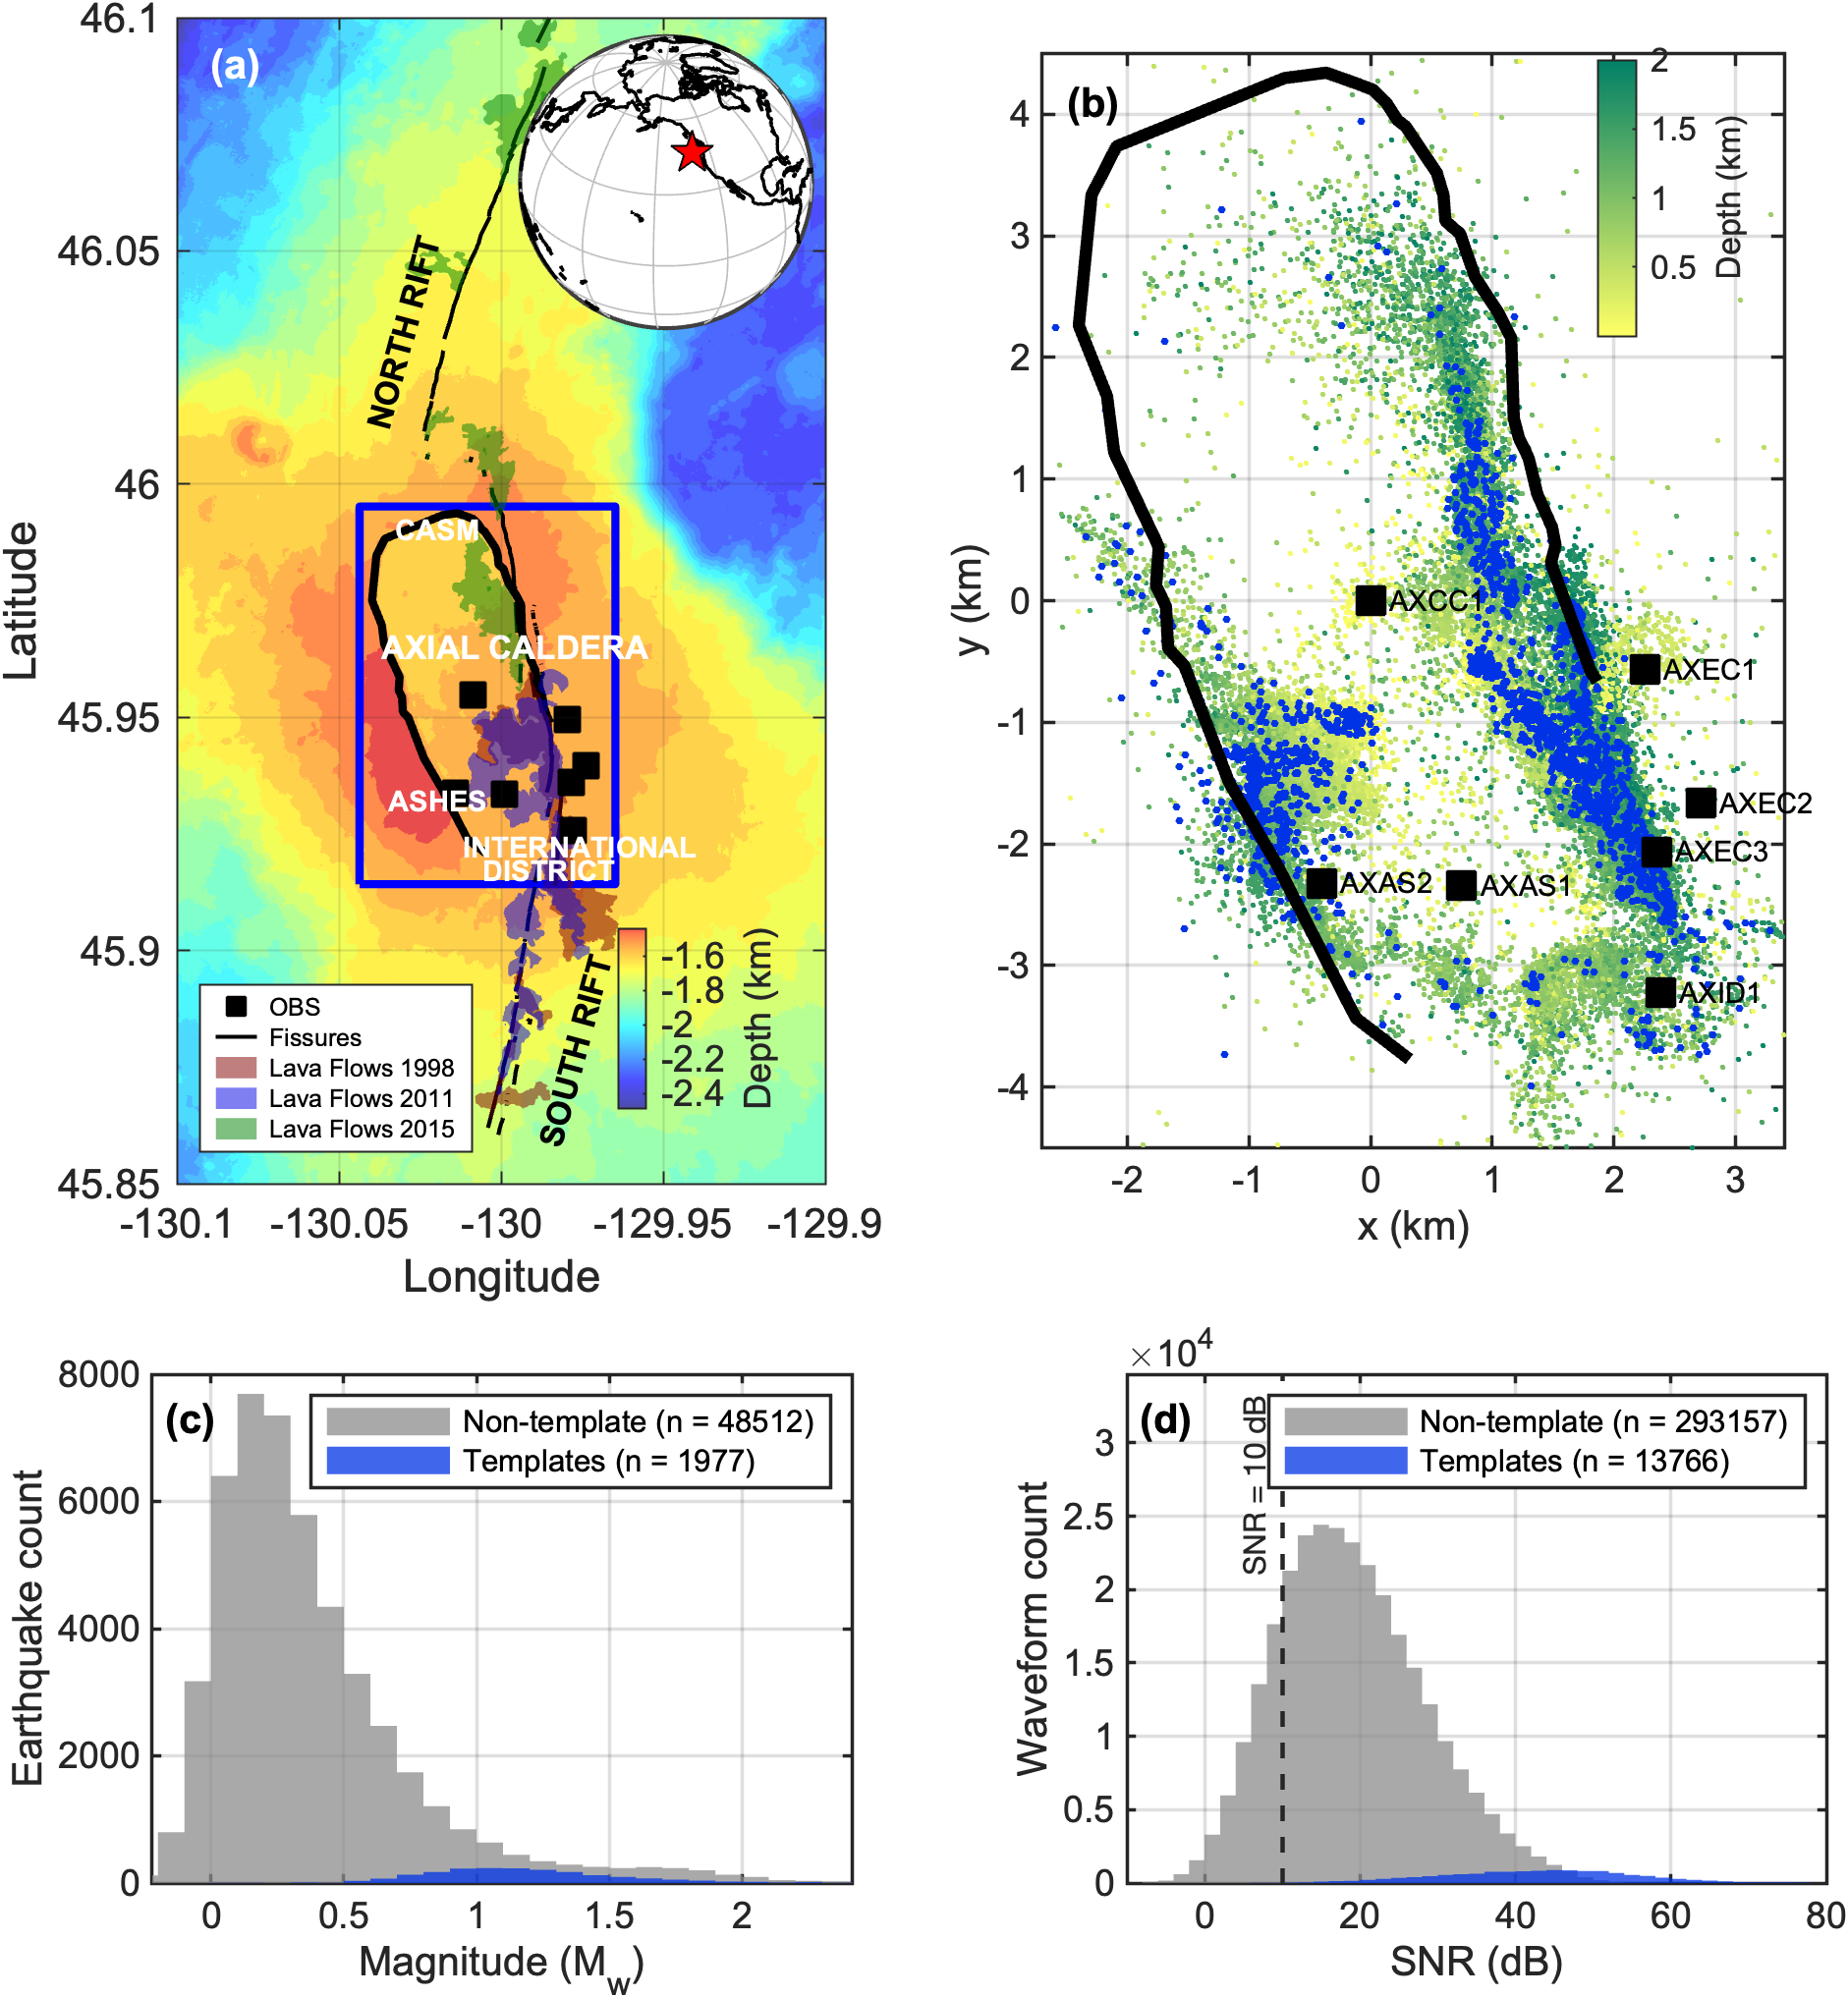 (a)
46.1
46.05
46
45.95
45.9
45.85
Latitude
-130.1
-130.05
-130
-129.95
-129.9
Longitude
NORTH RIFT
CASM
AXIAL CALDERA
ASHES
INTERNATIONAL
DISTRICT
SOUTH RIFT
-1.6
-1.8
-2
-2.2
-2.4
Depth (km)
OBS
Fissures
Lava Flows 1998
Lava Flows 2011
Lava Flows 2015
(b)
2
1.5
1
0.5
Depth (km)
4
3
2
1
0
-1
-2
-3
-4
y (km)
AXCC1
AXEC1
AXEC2
AXEC3
AXAS2
AXAS1
AXID1
-2
-1
0
1
2
3
x (km)
(c)
Non-template (n = 48512)
Templates (n = 1977)
8000
6000
4000
2000
0
Earthquake count
0
0.5
1
1.5
2
Magnitude (Mw)
×10^4
(d)
SNR = 10 dB
Non-template (n = 293157)
Templates (n = 13766)
3
2.5
2
1.5
1
0.5
0
Waveform count
0
20
40
60
80
SNR (dB)